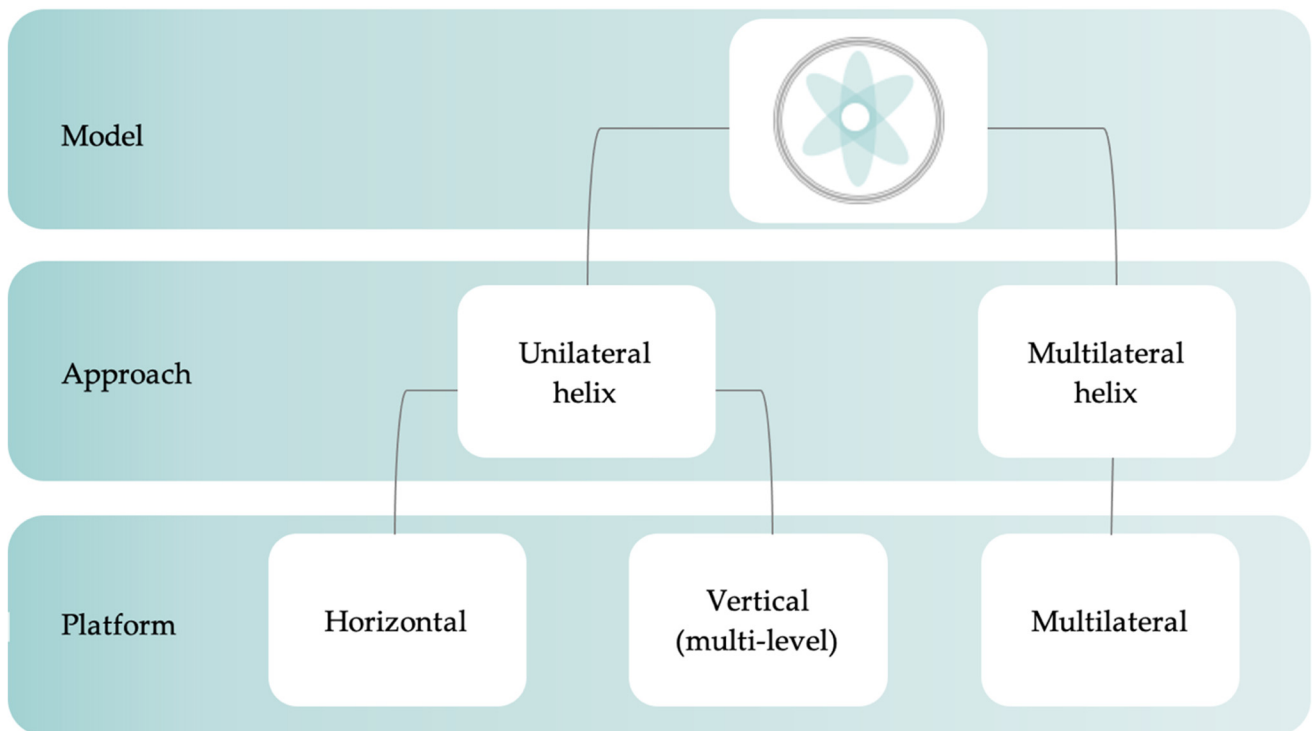 Model
Approach
Unilateral
helix
Multilateral
helix
Platform
Horizontal
Vertical
(multi-level)
Multilateral